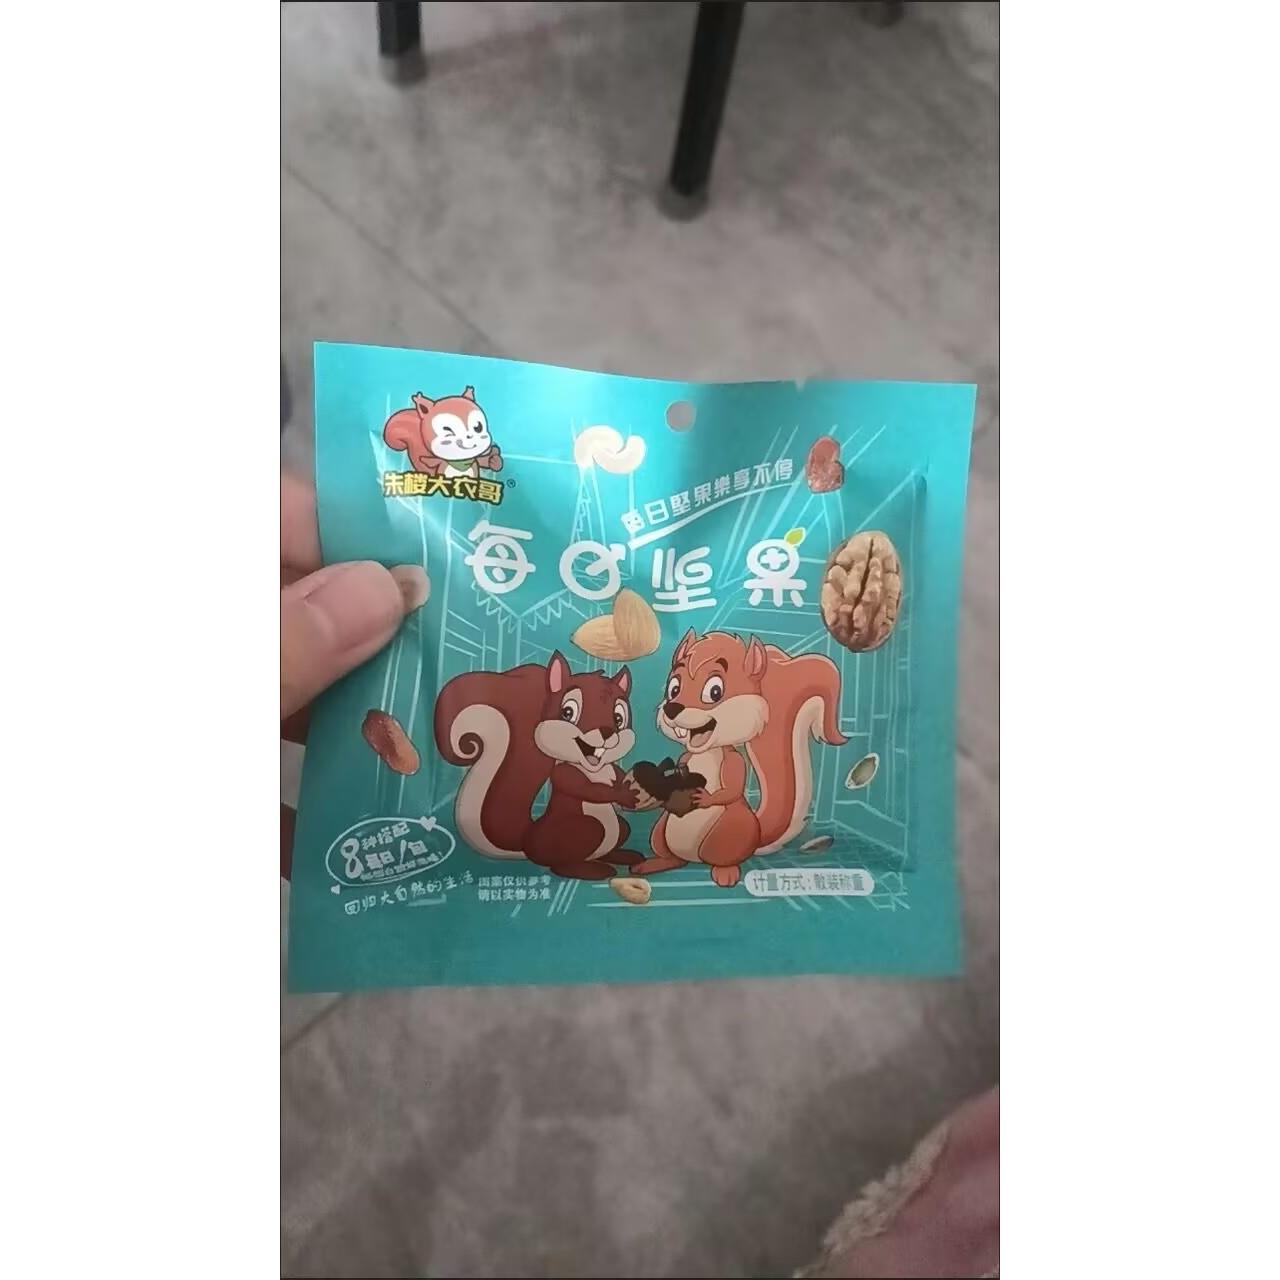 朱楼大衣哥®
每日堅果樂享不停
每日坚果
8种搭配
每日1包
回归大自然的生活
图案仅供参考
请以实物为准
计量方式:散装称重